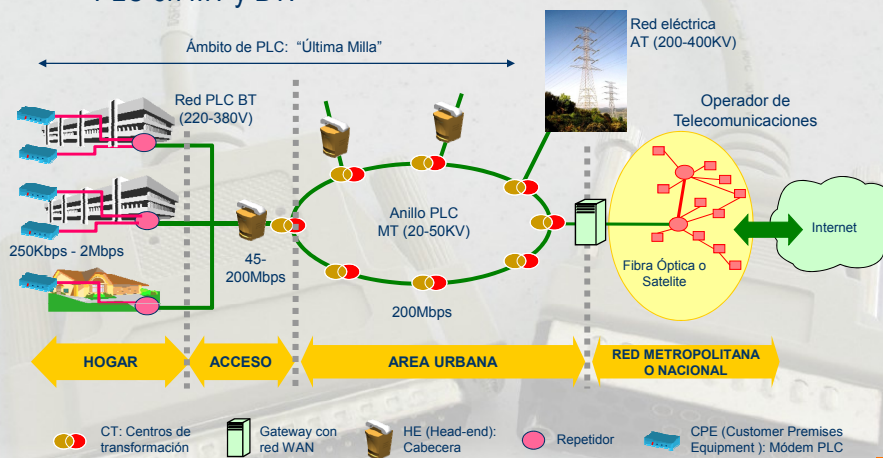 Ámbito de PLC: “Última Milla”
Red eléctrica
AT (200-400KV)
Red PLC BT
(220-380V)
Operador de
Telecomunicaciones
Anillo PLC
MT (20-50KV)
Internet
250Kbps - 2Mbps
45-
200Mbps
Fibra Óptica o
Satelite
200Mbps
HOGAR
ACCESO
AREA URBANA
RED METROPOLITANA
O NACIONAL
CT: Centros de
transformación
Gateway con
red WAN
HE (Head-end):
Cabecera
Repetidor
CPE (Customer Premises
Equipment ): Módem PLC